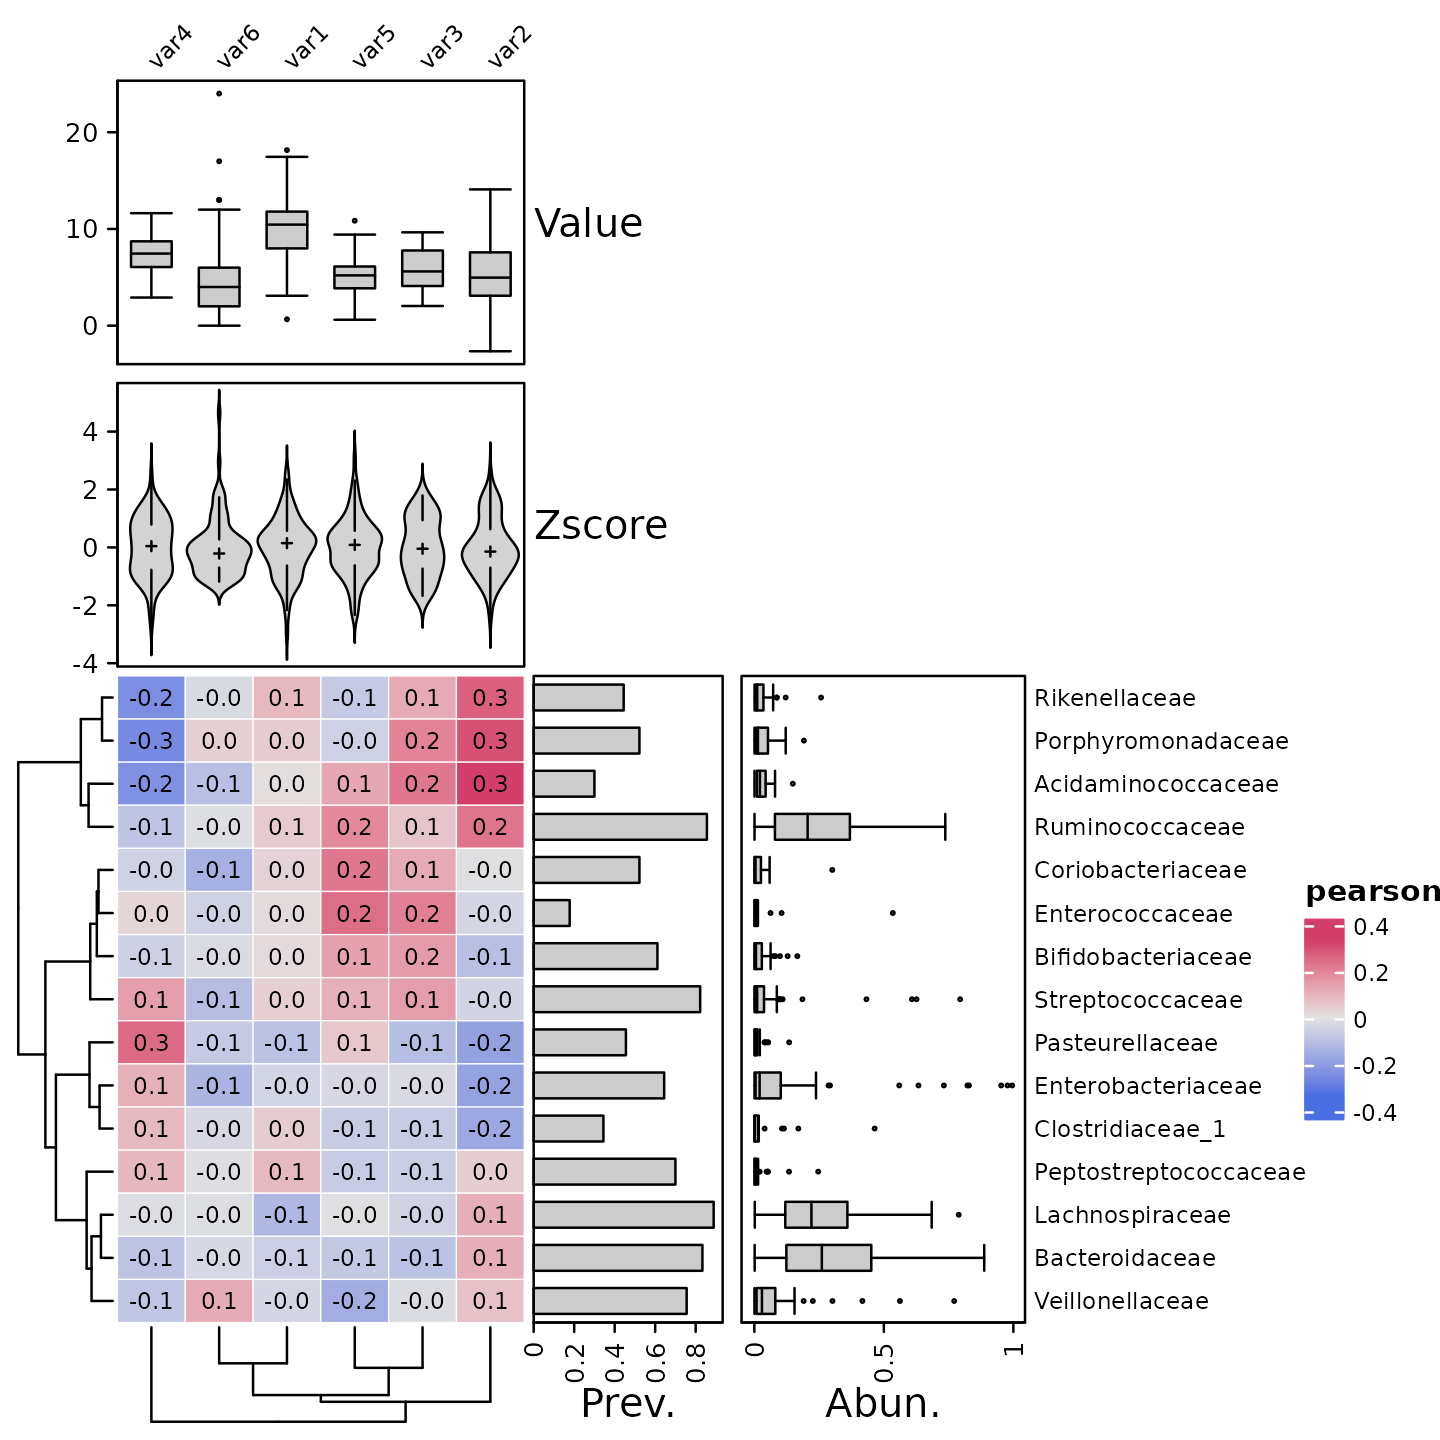 var4 var6 var1 var5 var3 var2
20
10
0
Value
4
2
0
-2
-4
Zscore
-0.2 -0.0 0.1 -0.1 0.1 0.3 Rikenellaceae
-0.3 0.0 0.0 -0.0 0.2 0.3 Porphyromonadaceae
-0.2 -0.1 0.0 0.1 0.2 0.3 Acidaminococcaceae
-0.1 -0.0 0.1 0.2 0.1 0.2 Ruminococcaceae
-0.0 -0.1 0.0 0.2 0.1 -0.0 Coriobacteriaceae
0.0 -0.0 0.0 0.2 0.2 -0.0 Enterococcaceae
-0.1 -0.0 0.0 0.1 0.2 -0.1 Bifidobacteriaceae
0.1 -0.1 0.0 0.1 0.1 -0.0 Streptococcaceae
0.3 -0.1 -0.1 0.1 -0.1 -0.2 Pasteurellaceae
0.1 -0.1 -0.0 -0.0 -0.0 -0.2 Enterobacteriaceae
0.1 -0.0 0.0 -0.1 -0.1 -0.2 Clostridiaceae_1
0.1 -0.0 0.1 -0.1 -0.1 0.0 Peptostreptococcaceae
-0.0 -0.0 -0.1 -0.0 -0.0 0.1 Lachnospiraceae
-0.1 -0.0 -0.1 -0.1 -0.1 0.1 Bacteroidaceae
-0.1 0.1 -0.0 -0.2 -0.0 0.1 Veillonellaceae
0 0.2 0.4 0.6 0.8
Prev.
0 0.5 1
Abun.
pearson
0.4
0.2
0
-0.2
-0.4